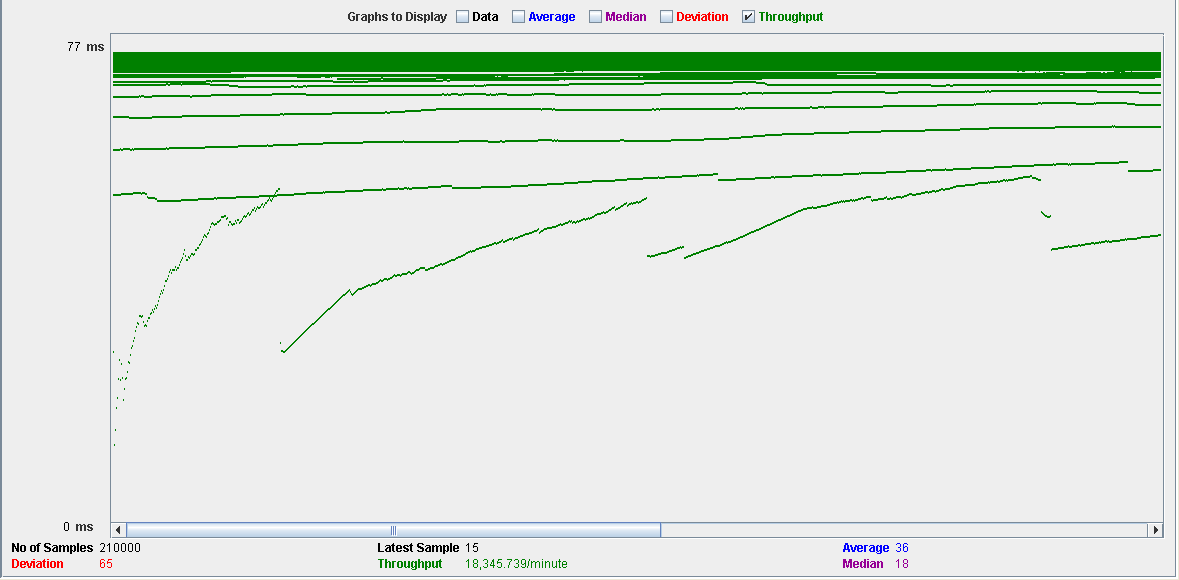 Graphs to Display Data Average Median Deviation Throughput
77 ms
0 ms
No of Samples 210000 Latest Sample 15 Average 36
Deviation 65 Throughput 18,345.739/minute Median 18